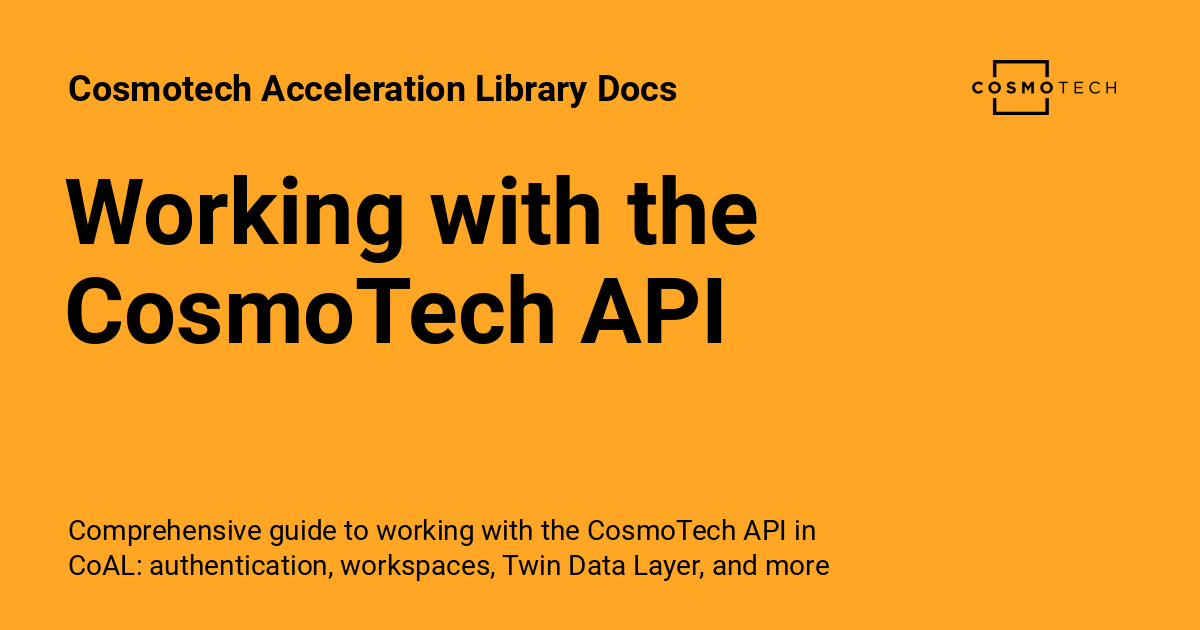 Cosmotech Acceleration Library Docs
COSMOTECH
Working with the
CosmoTech API
Comprehensive guide to working with the CosmoTech API in
CoAL: authentication, workspaces, Twin Data Layer, and more